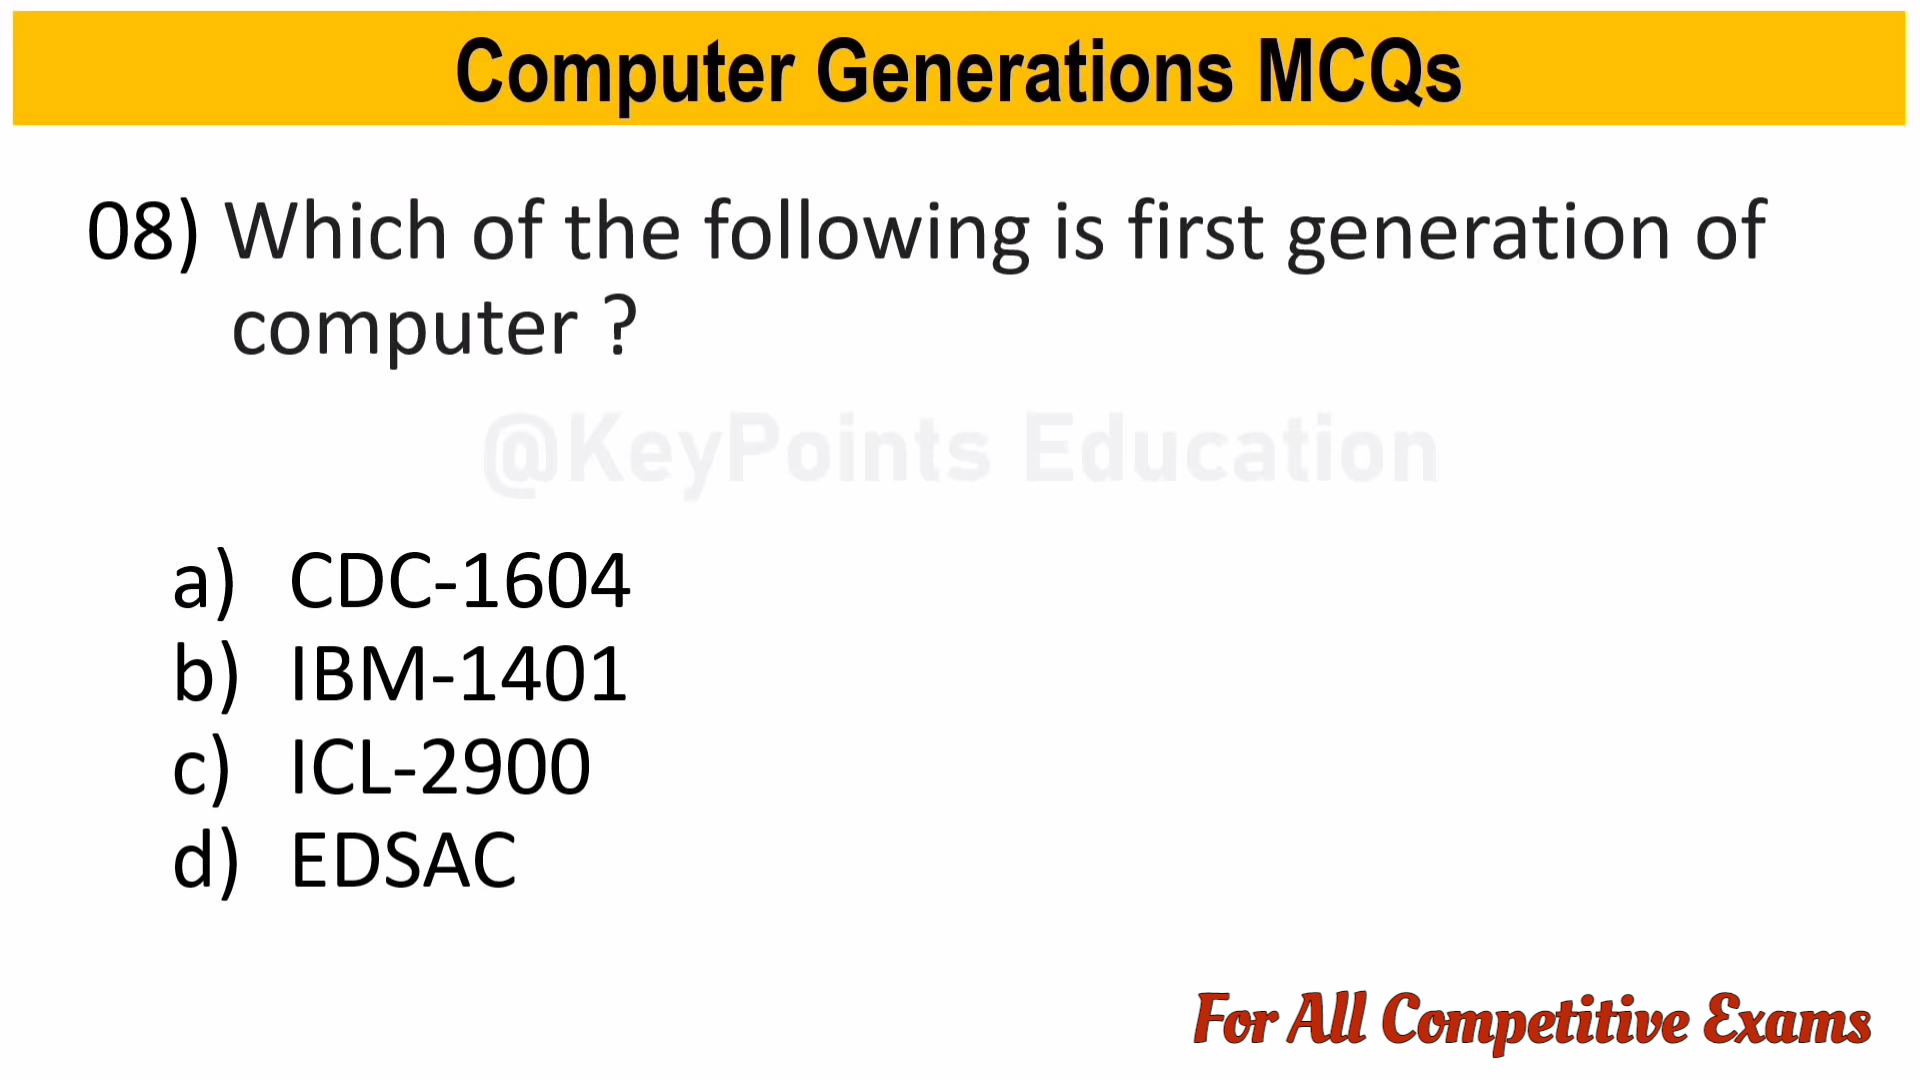 Computer Generations MCQs
08) Which of the following is first generation of
computer ?
@KeyPoints Education
a) CDC-1604
b) IBM-1401
c) ICL-2900
d) EDSAC
For All Competitive Exams